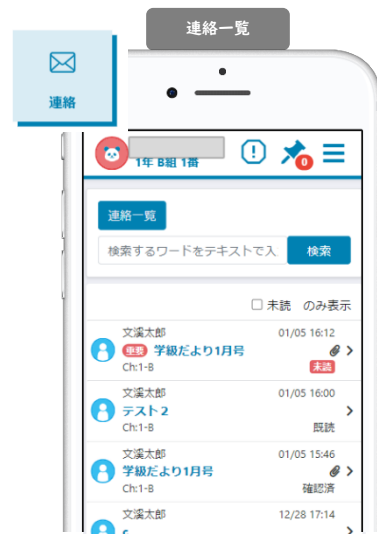 連絡一覧
連絡
1年 B組 1番
0
連絡一覧
検索するワードをテキストで入
検索
未読 のみ表示
文溪太郎 01/05 16:12
重要 学級だより1月号
Ch:1-B 未読
文溪太郎 01/05 16:00
テスト2
Ch:1-B 既読
文溪太郎 01/05 15:46
学級だより1月号
Ch:1-B 確認済
文溪太郎 12/28 17:14